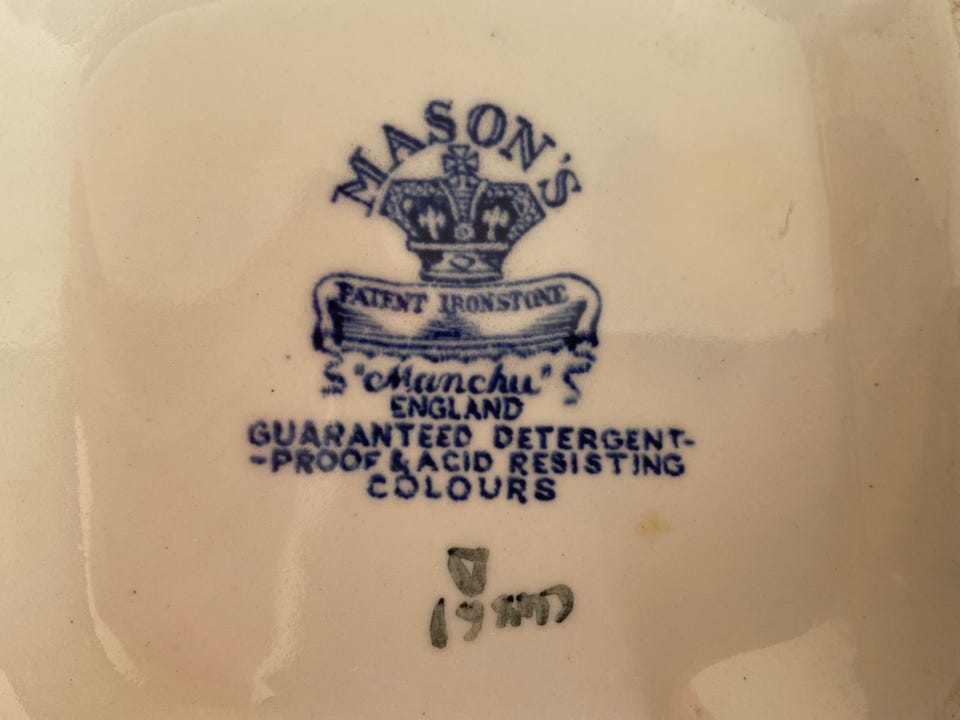 MASON'S
PATENT IRONSTONE
"Manchu"
ENGLAND
GUARANTEED DETERGENT-
-PROOF & ACID RESISTING
COLOURS